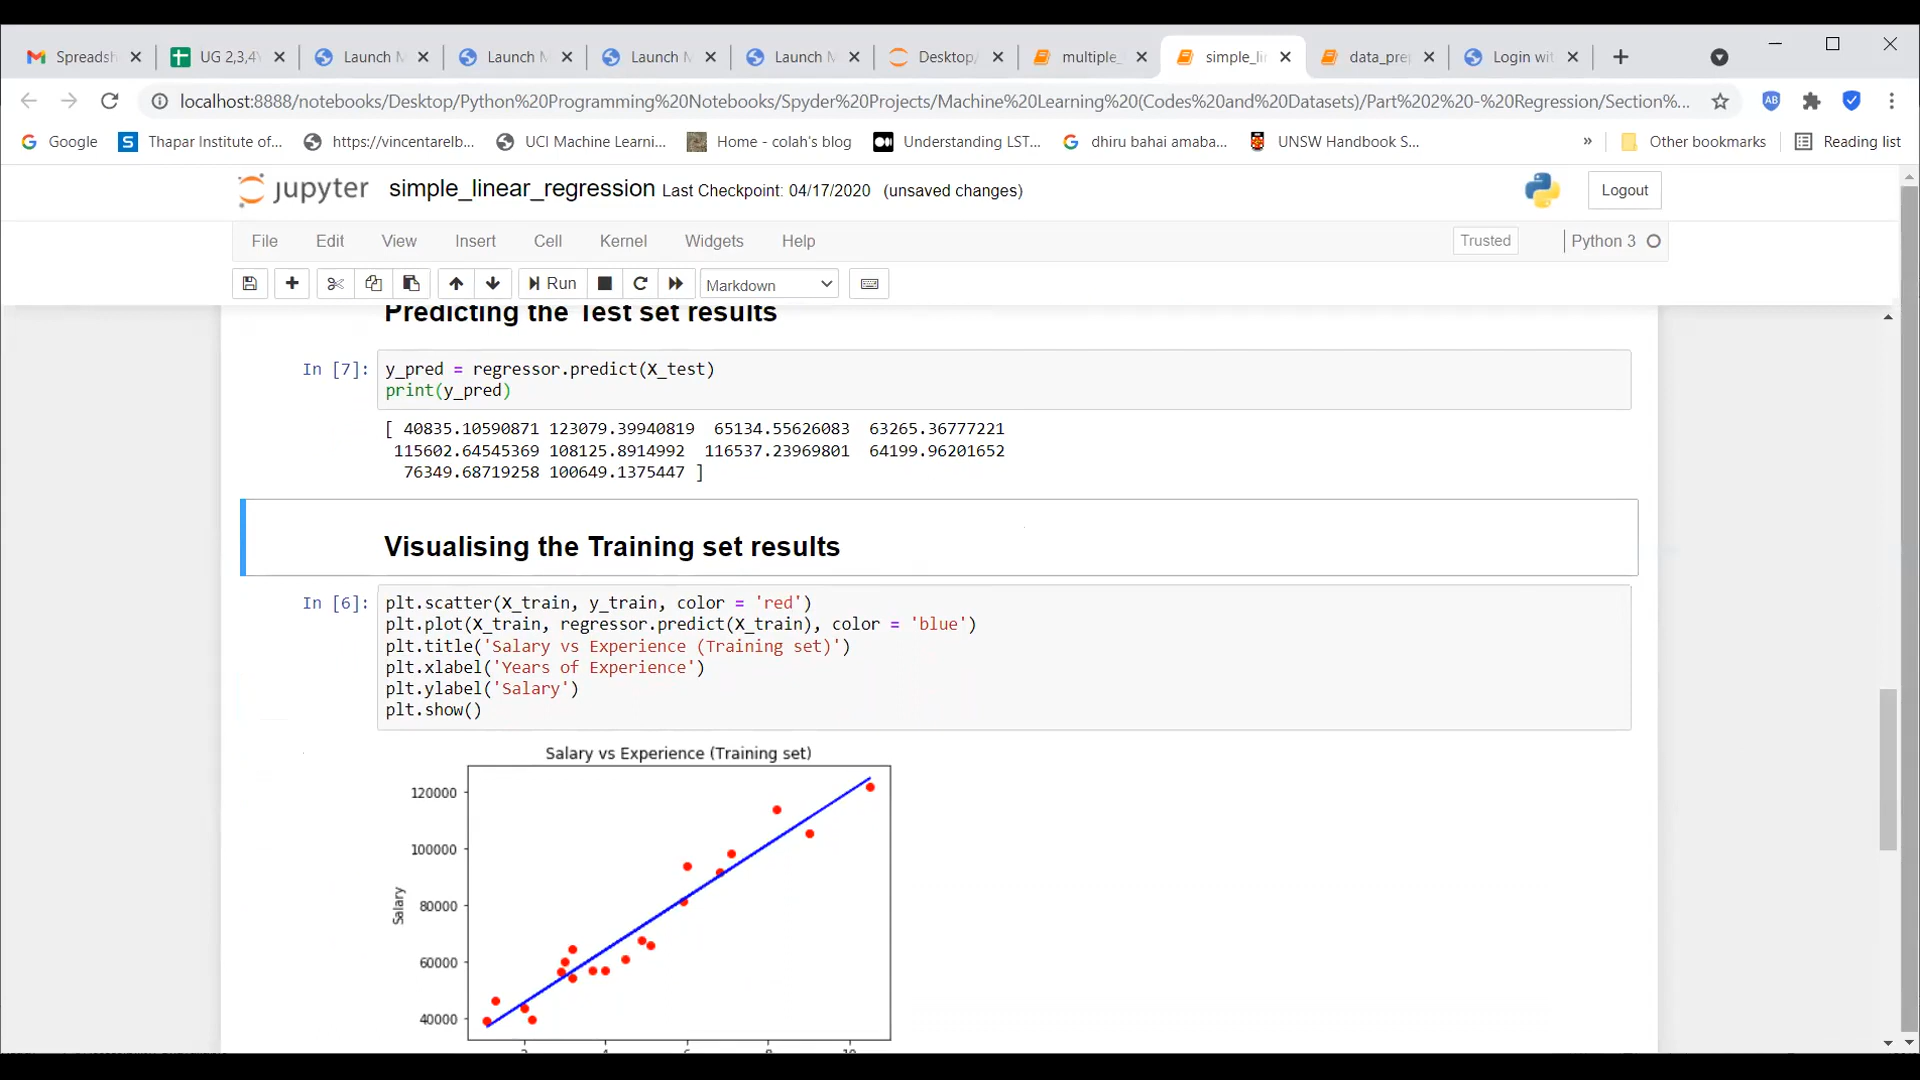 Spreadsh
UG 2,3,4Y
Launch M
Launch M
Launch M
Launch M
Desktop/
multiple_
simple_lin
data_prep
Login wit
localhost:8888/notebooks/Desktop/Python%20Programming%20Notebooks/Spyder%20Projects/Machine%20Learning%20(Codes%20and%20Datasets)/Part%202%20-%20Regression/Section%...
AB
Google
S
Thapar Institute of...
https://vincentarelb...
UCI Machine Learni...
Home - colah's blog
Understanding LST...
dhiru bahai amaba...
UNSW Handbook S...
»
Other bookmarks
Reading list
jupyter simple_linear_regression Last Checkpoint: 04/17/2020 (unsaved changes)
Logout
File Edit View Insert Cell Kernel Widgets Help
Trusted
Python 3
Run
Markdown
Predicting the Test set results
In [7]: y_pred = regressor.predict(X_test)
print(y_pred)
[ 40835.10590871 123079.39940819 65134.55626083 63265.36777221
115602.64545369 108125.8914992 116537.23969801 64199.96201652
76349.68719258 100649.1375447 ]
Visualising the Training set results
In [6]: plt.scatter(X_train, y_train, color = 'red')
plt.plot(X_train, regressor.predict(X_train), color = 'blue')
plt.title('Salary vs Experience (Training set)')
plt.xlabel('Years of Experience')
plt.ylabel('Salary')
plt.show()
Salary vs Experience (Training set)
120000
100000
80000
60000
40000
Salary